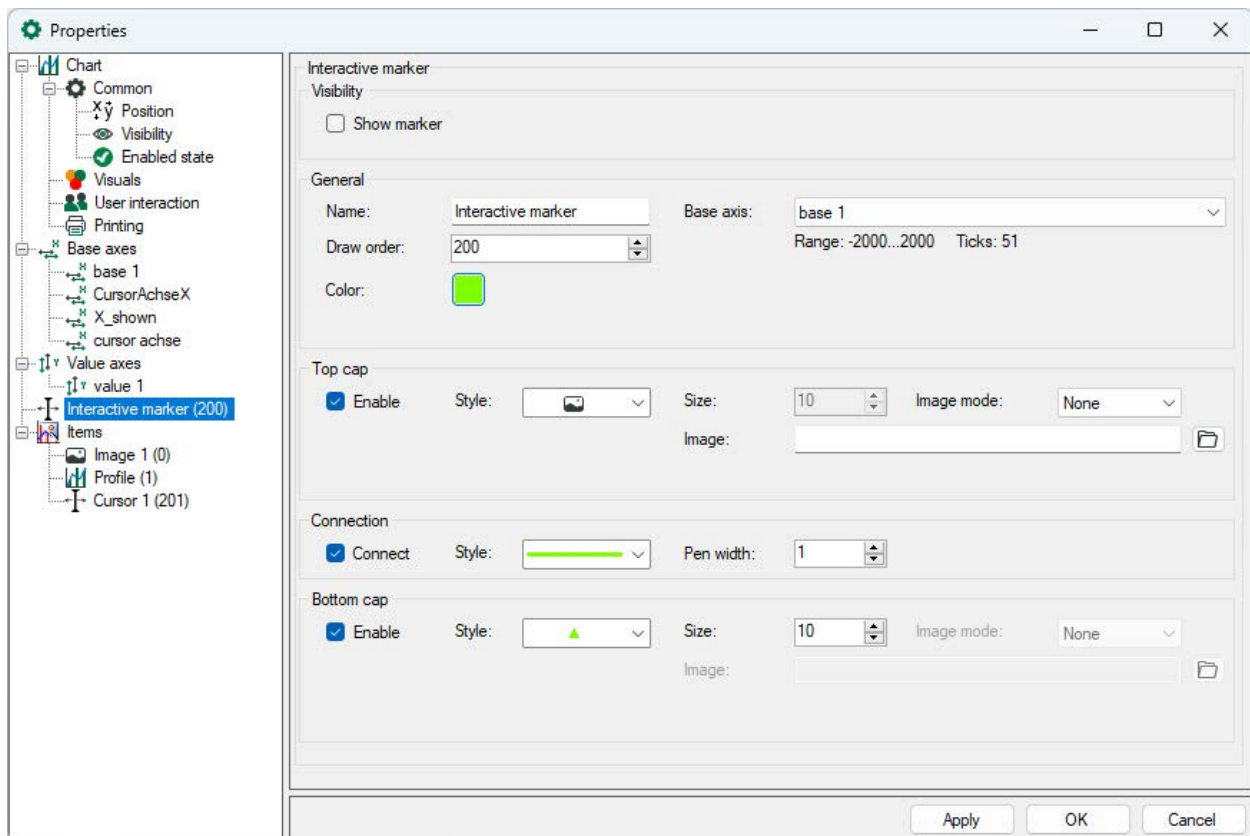 Properties
Chart
Common
Position
Visibility
Enabled state
Visuals
User interaction
Printing
Base axes
base 1
CursorAchseX
X_shown
cursor achse
Value axes
value 1
Interactive marker (200)
Items
Image 1 (0)
Profile (1)
Cursor 1 (201)
Interactive marker
Visibility
Show marker
General
Name: Interactive marker Base axis: base 1
Draw order: 200 Range: -2000...2000 Ticks: 51
Color:
Top cap
Enable Style: Size: 10 Image mode: None
Image:
Connection
Connect Style: Pen width: 1
Bottom cap
Enable Style: Size: 10 Image mode: None
Image:
Apply OK Cancel